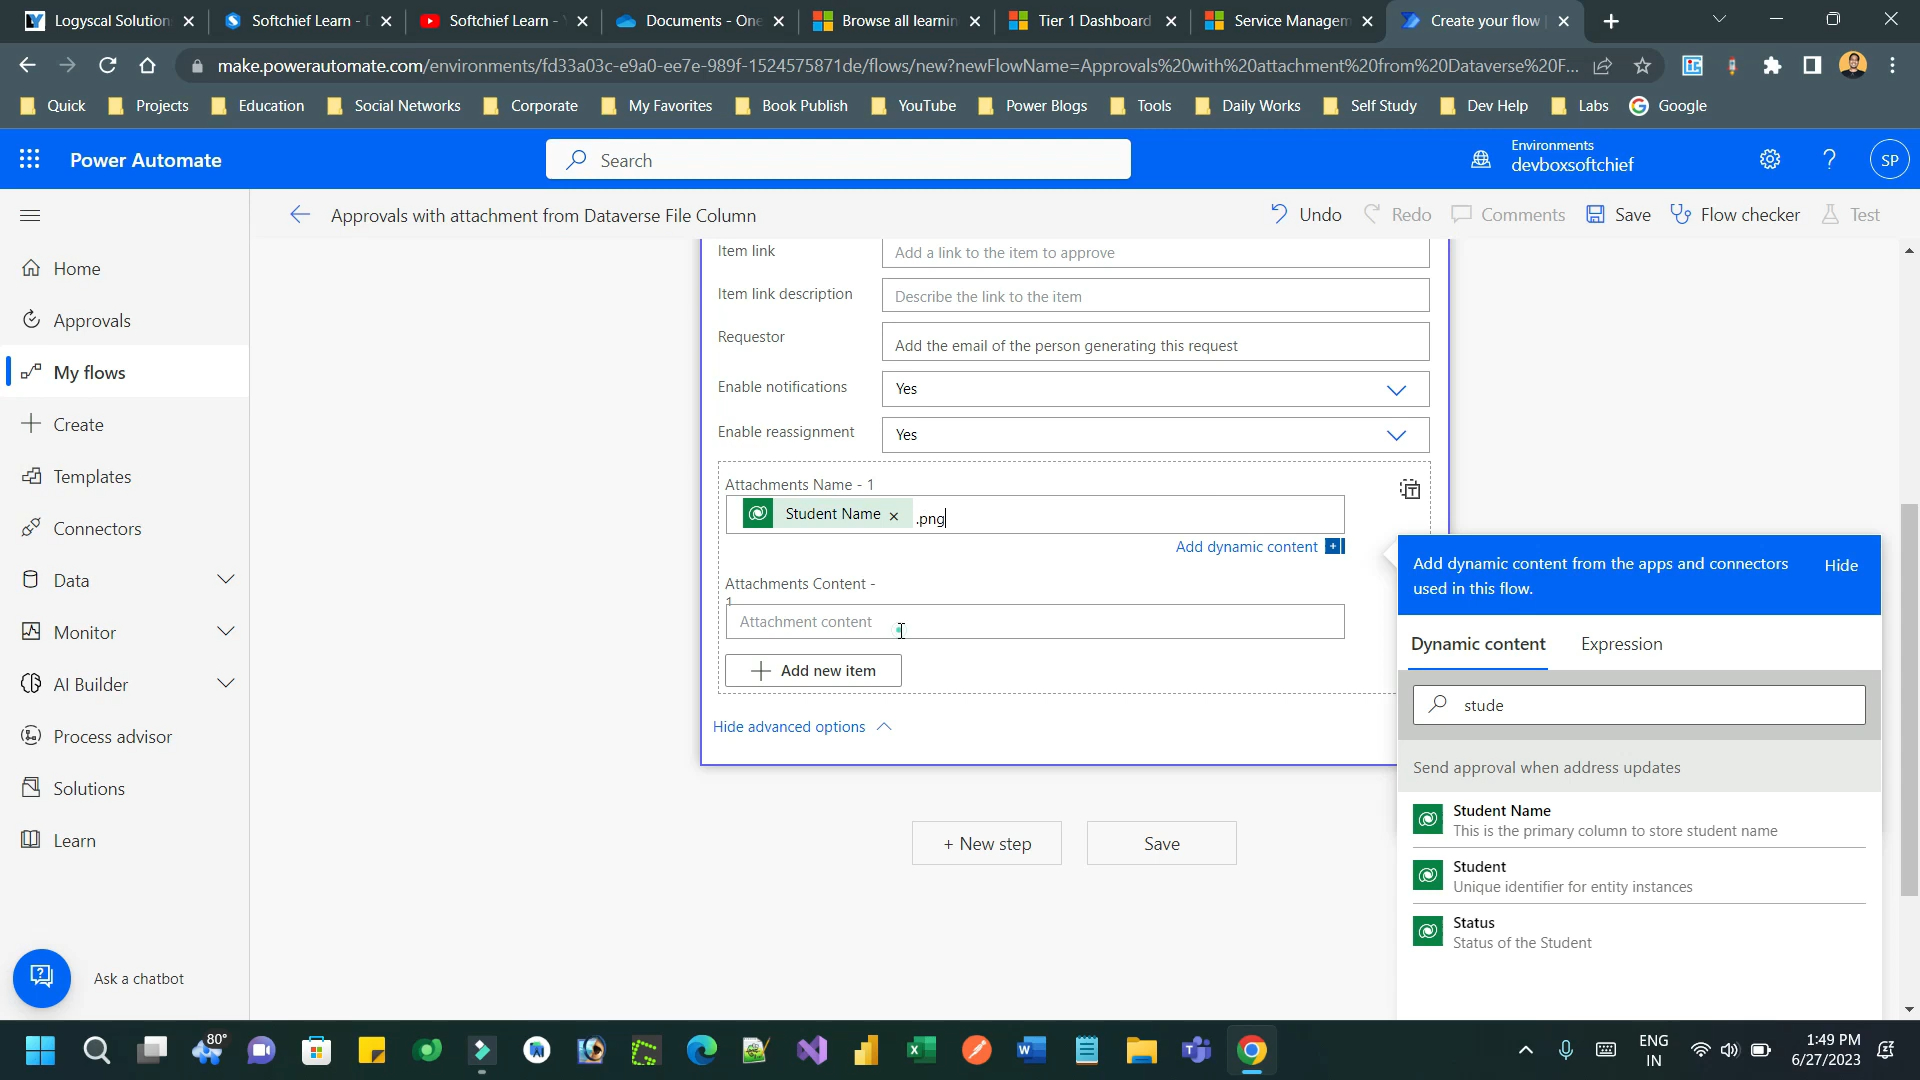 Logyscal Solution
Softchief Learn -
Softchief Learn -
Documents - One
Browse all learnin
Tier 1 Dashboard
Service Managem
Create your flow
make.powerautomate.com/environments/fd33a03c-e9a0-ee7e-989f-1524575871de/flows/new?newFlowName=Approvals%20with%20attachment%20from%20Dataverse%20F...
Quick
Projects
Education
Social Networks
Corporate
My Favorites
Book Publish
YouTube
Power Blogs
Tools
Daily Works
Self Study
Dev Help
Labs
Google
Power Automate
Search
Environments
devboxsoftchief
SP
Approvals with attachment from Dataverse File Column
Undo
Redo
Comments
Save
Flow checker
Test
Home
Approvals
My flows
Create
Templates
Connectors
Data
Monitor
AI Builder
Process advisor
Solutions
Learn
Ask a chatbot
Item link
Add a link to the item to approve
Item link description
Describe the link to the item
Requestor
Add the email of the person generating this request
Enable notifications
Yes
Enable reassignment
Yes
Attachments Name - 1
Student Name × .png
Add dynamic content
Attachments Content -
1
Attachment content
+ Add new item
Hide advanced options
+ New step
Save
Add dynamic content from the apps and connectors
used in this flow.
Hide
Dynamic content
Expression
stude
Send approval when address updates
Student Name
This is the primary column to store student name
Student
Unique identifier for entity instances
Status
Status of the Student
80°
ENG
IN
1:49 PM
6/27/2023